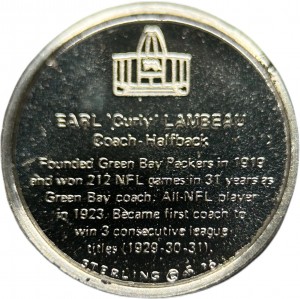 EARL 'Curly' LAMBEAU
Coach-Halfback
Founded Green Bay Packers in 1919
and won 212 NFL games in 31 years as
Green Bay coach. All-NFL player
in 1923. Became first coach to
win 3 consecutive league
titles (1929-30-31).
STERLING